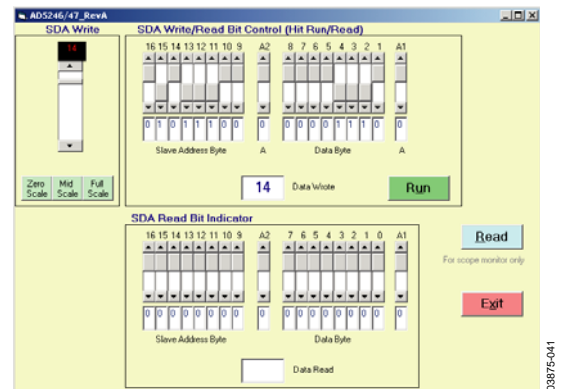 AD5246/47_RevA
SDA Write
SDA Write/Read Bit Control (Hit Run/Read)
14
16 15 14 13 12 11 10 9 A2 8 7 6 5 4 3 2 1 A1
0 1 0 1 1 1 0 0 0 0 0 0 0 1 1 1 0 0
Slave Address Byte A Data Byte A
Zero Scale
Mid Scale
Full Scale
14 Data Wrote
Run
SDA Read Bit Indicator
16 15 14 13 12 11 10 9 A2 7 6 5 4 3 2 1 0 A1
0 0 0 0 0 0 0 0 0 0 0 0 0 0 0 0 0 0
Slave Address Byte Data Byte
Data Read
Read
For scope monitor only
Exit
03875-041